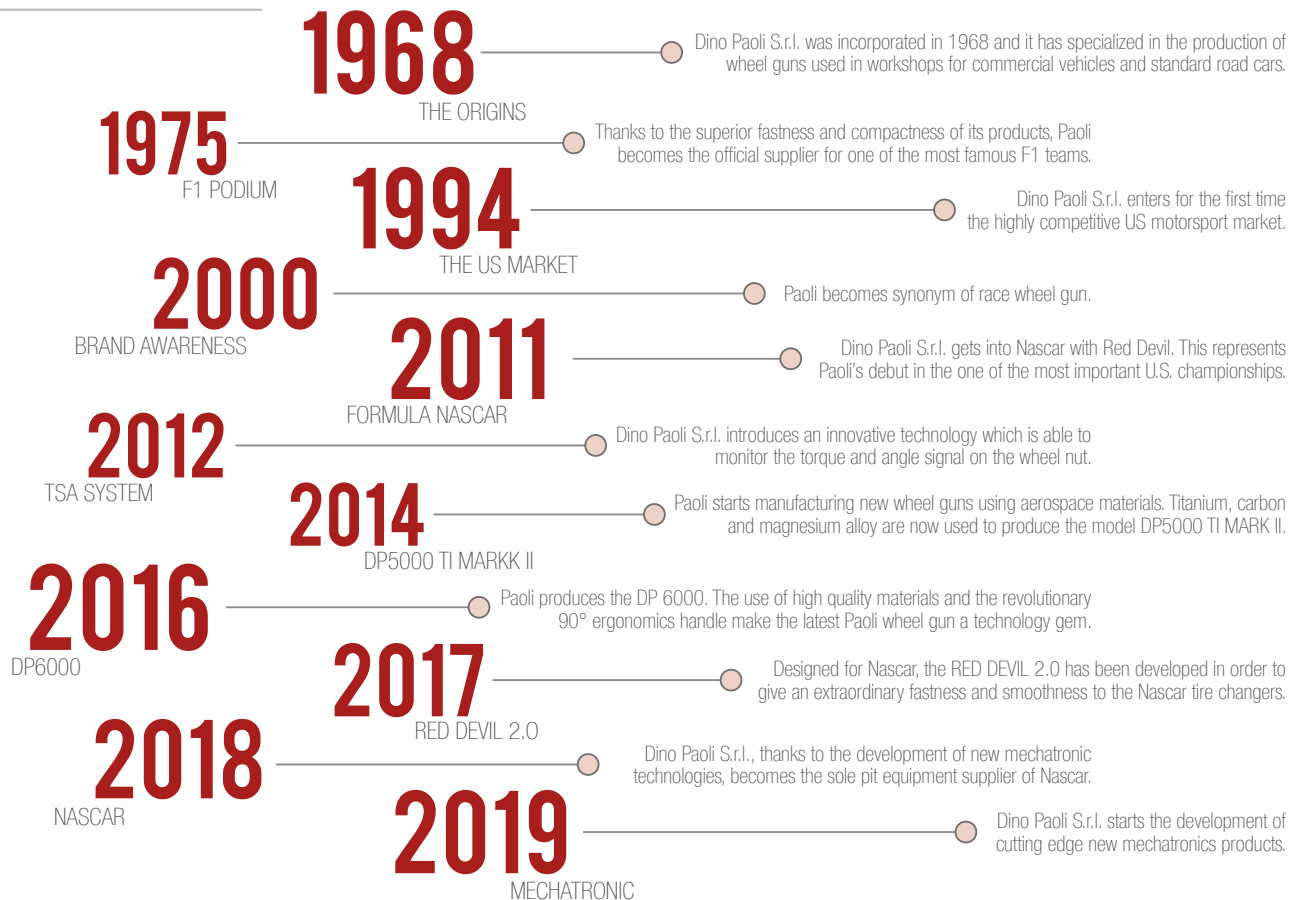 1968
THE ORIGINS
Dino Paoli S.r.l. was incorporated in 1968 and it has specialized in the production of
wheel guns used in workshops for commercial vehicles and standard road cars.
1975
F1 PODIUM
Thanks to the superior fastness and compactness of its products, Paoli
becomes the official supplier for one of the most famous F1 teams.
1994
THE US MARKET
Dino Paoli S.r.l. enters for the first time
the highly competitive US motorsport market.
2000
BRAND AWARENESS
Paoli becomes synonym of race wheel gun.
2011
FORMULA NASCAR
Dino Paoli S.r.l. gets into Nascar with Red Devil. This represents
Paoli's debut in the one of the most important U.S. championships.
2012
TSA SYSTEM
Dino Paoli S.r.l. introduces an innovative technology which is able to
monitor the torque and angle signal on the wheel nut.
2014
DP5000 TI MARKK II
Paoli starts manufacturing new wheel guns using aerospace materials. Titanium, carbon
and magnesium alloy are now used to produce the model DP5000 TI MARK II.
2016
DP6000
Paoli produces the DP 6000. The use of high quality materials and the revolutionary
90° ergonomics handle make the latest Paoli wheel gun a technology gem.
2017
RED DEVIL 2.0
Designed for Nascar, the RED DEVIL 2.0 has been developed in order to
give an extraordinary fastness and smoothness to the Nascar tire changers.
2018
NASCAR
Dino Paoli S.r.l., thanks to the development of new mechatronic
technologies, becomes the sole pit equipment supplier of Nascar.
2019
MECHATRONIC
Dino Paoli S.r.l. starts the development of
cutting edge new mechatronics products.